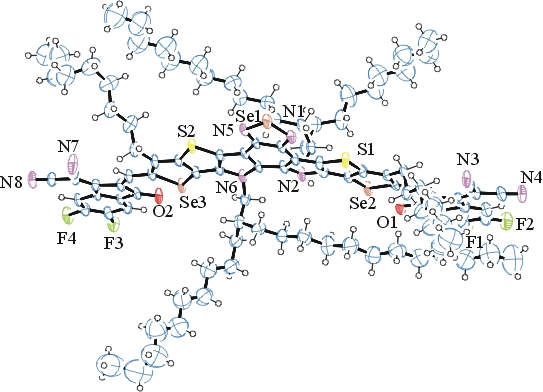 Se1 N1
N5
S2 S1
N7 N3
N8 N6 N2 N4
Se3 Se2
O2 O1
F4 F3 F1 F2